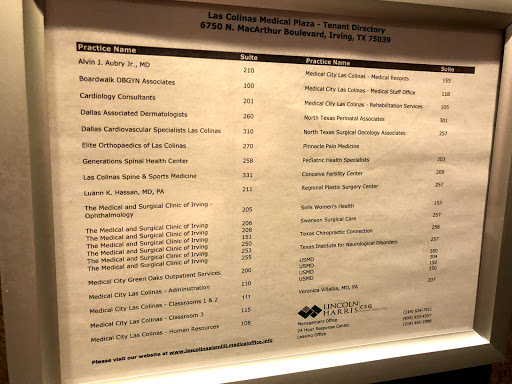 Las Colinas Medical Plaza - Tenant Directory
6750 N. MacArthur Boulevard, Irving, TX 75039
Practice Name Suite
Alvin J. Aubry Jr., MD 210
Boardwalk OBGYN Associates 100
Cardiology Consultants 201
Dallas Associated Dermatologists 260
Dallas Cardiovascular Specialists Las Colinas 310
Elite Orthopaedics of Las Colinas 270
Generations Spinal Health Center 258
Las Colinas Spine & Sports Medicine 331
Luann K. Hassan, MD, PA 211
The Medical and Surgical Clinic of Irving - 205
Ophthalmology
The Medical and Surgical Clinic of Irving 206
The Medical and Surgical Clinic of Irving 208
The Medical and Surgical Clinic of Irving 151
The Medical and Surgical Clinic of Irving 250
The Medical and Surgical Clinic of Irving 253
The Medical and Surgical Clinic of Irving 255
Medical City Green Oaks Outpatient Services 200
Medical City Las Colinas - Administration 110
Medical City Las Colinas - Classrooms 1 & 2 111
Medical City Las Colinas - Classroom 3 115
Medical City Las Colinas - Human Resources 108
Please visit our website at
Practice Name Suite
Medical City Las Colinas - Medical Records 155
Medical City Las Colinas - Medical Staff Office 118
Medical City Las Colinas - Rehabilitation Services 105
North Texas Perinatal Associates 301
North Texas Surgical Oncology Associates 257
Pinnacle Pain Medicine
Pediatric Health Specialists 303
Conceive Fertility Center 209
Regional Plastic Surgery Center 257
Solis Women's Health 153
Swanson Surgical Care 257
Texas Chiropractic Connection 258
Texas Institute for Neurological Disorders 257
USMD 300
USMD 304
USMD
USMD 150
Veronica Villalba, MD, PA 207
LINCOLN
HARRIS CSG
Management Office
24 Hour Response Center
Leasing Office